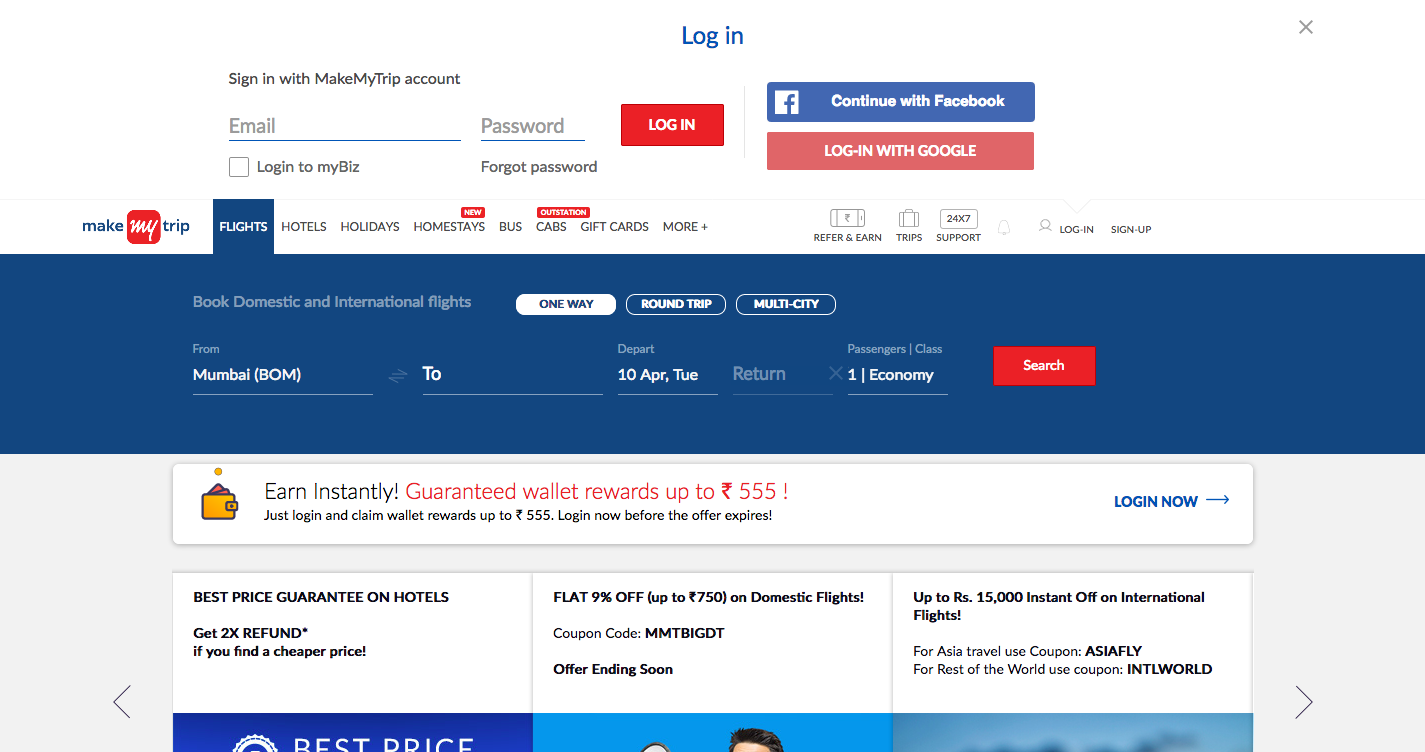 Log in
Sign in with MakeMyTrip account
Email
Password
LOG IN
Login to myBiz
Forgot password
Continue with Facebook
LOG-IN WITH GOOGLE
make my trip
FLIGHTS
HOTELS
HOLIDAYS
NEW
HOMESTAYS
BUS
OUTSTATION
CABS
GIFT CARDS
MORE +
₹
REFER & EARN
TRIPS
24X7
SUPPORT
LOG-IN
SIGN-UP
Book Domestic and International flights
ONE WAY
ROUND TRIP
MULTI-CITY
From
Mumbai (BOM)
To
Depart
10 Apr, Tue
Return
Passengers | Class
1 | Economy
Search
Earn Instantly! Guaranteed wallet rewards up to ₹ 555 !
Just login and claim wallet rewards up to ₹ 555. Login now before the offer expires!
LOGIN NOW
BEST PRICE GUARANTEE ON HOTELS
Get 2X REFUND*
if you find a cheaper price!
BEST PRICE
FLAT 9% OFF (up to ₹750) on Domestic Flights!
Coupon Code: MMTBIGDT
Offer Ending Soon
Up to Rs. 15,000 Instant Off on International
Flights!
For Asia travel use Coupon: ASIAFLY
For Rest of the World use coupon: INTLWORLD